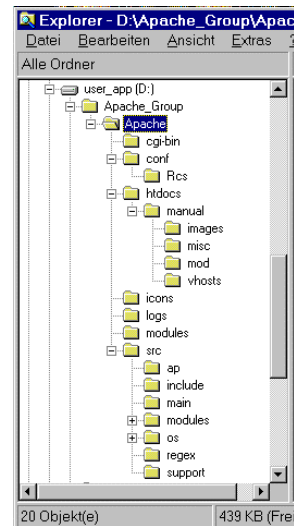 Explorer - D:\Apache_Group\Apac
Datei Bearbeiten Ansicht Extras ?
Alle Ordner
user_app (D:)
Apache_Group
Apache
cgi-bin
conf
Rcs
htdocs
manual
images
misc
mod
vhosts
icons
logs
modules
src
ap
include
main
modules
os
regex
support
20 Objekt(e) 439 KB (Fre